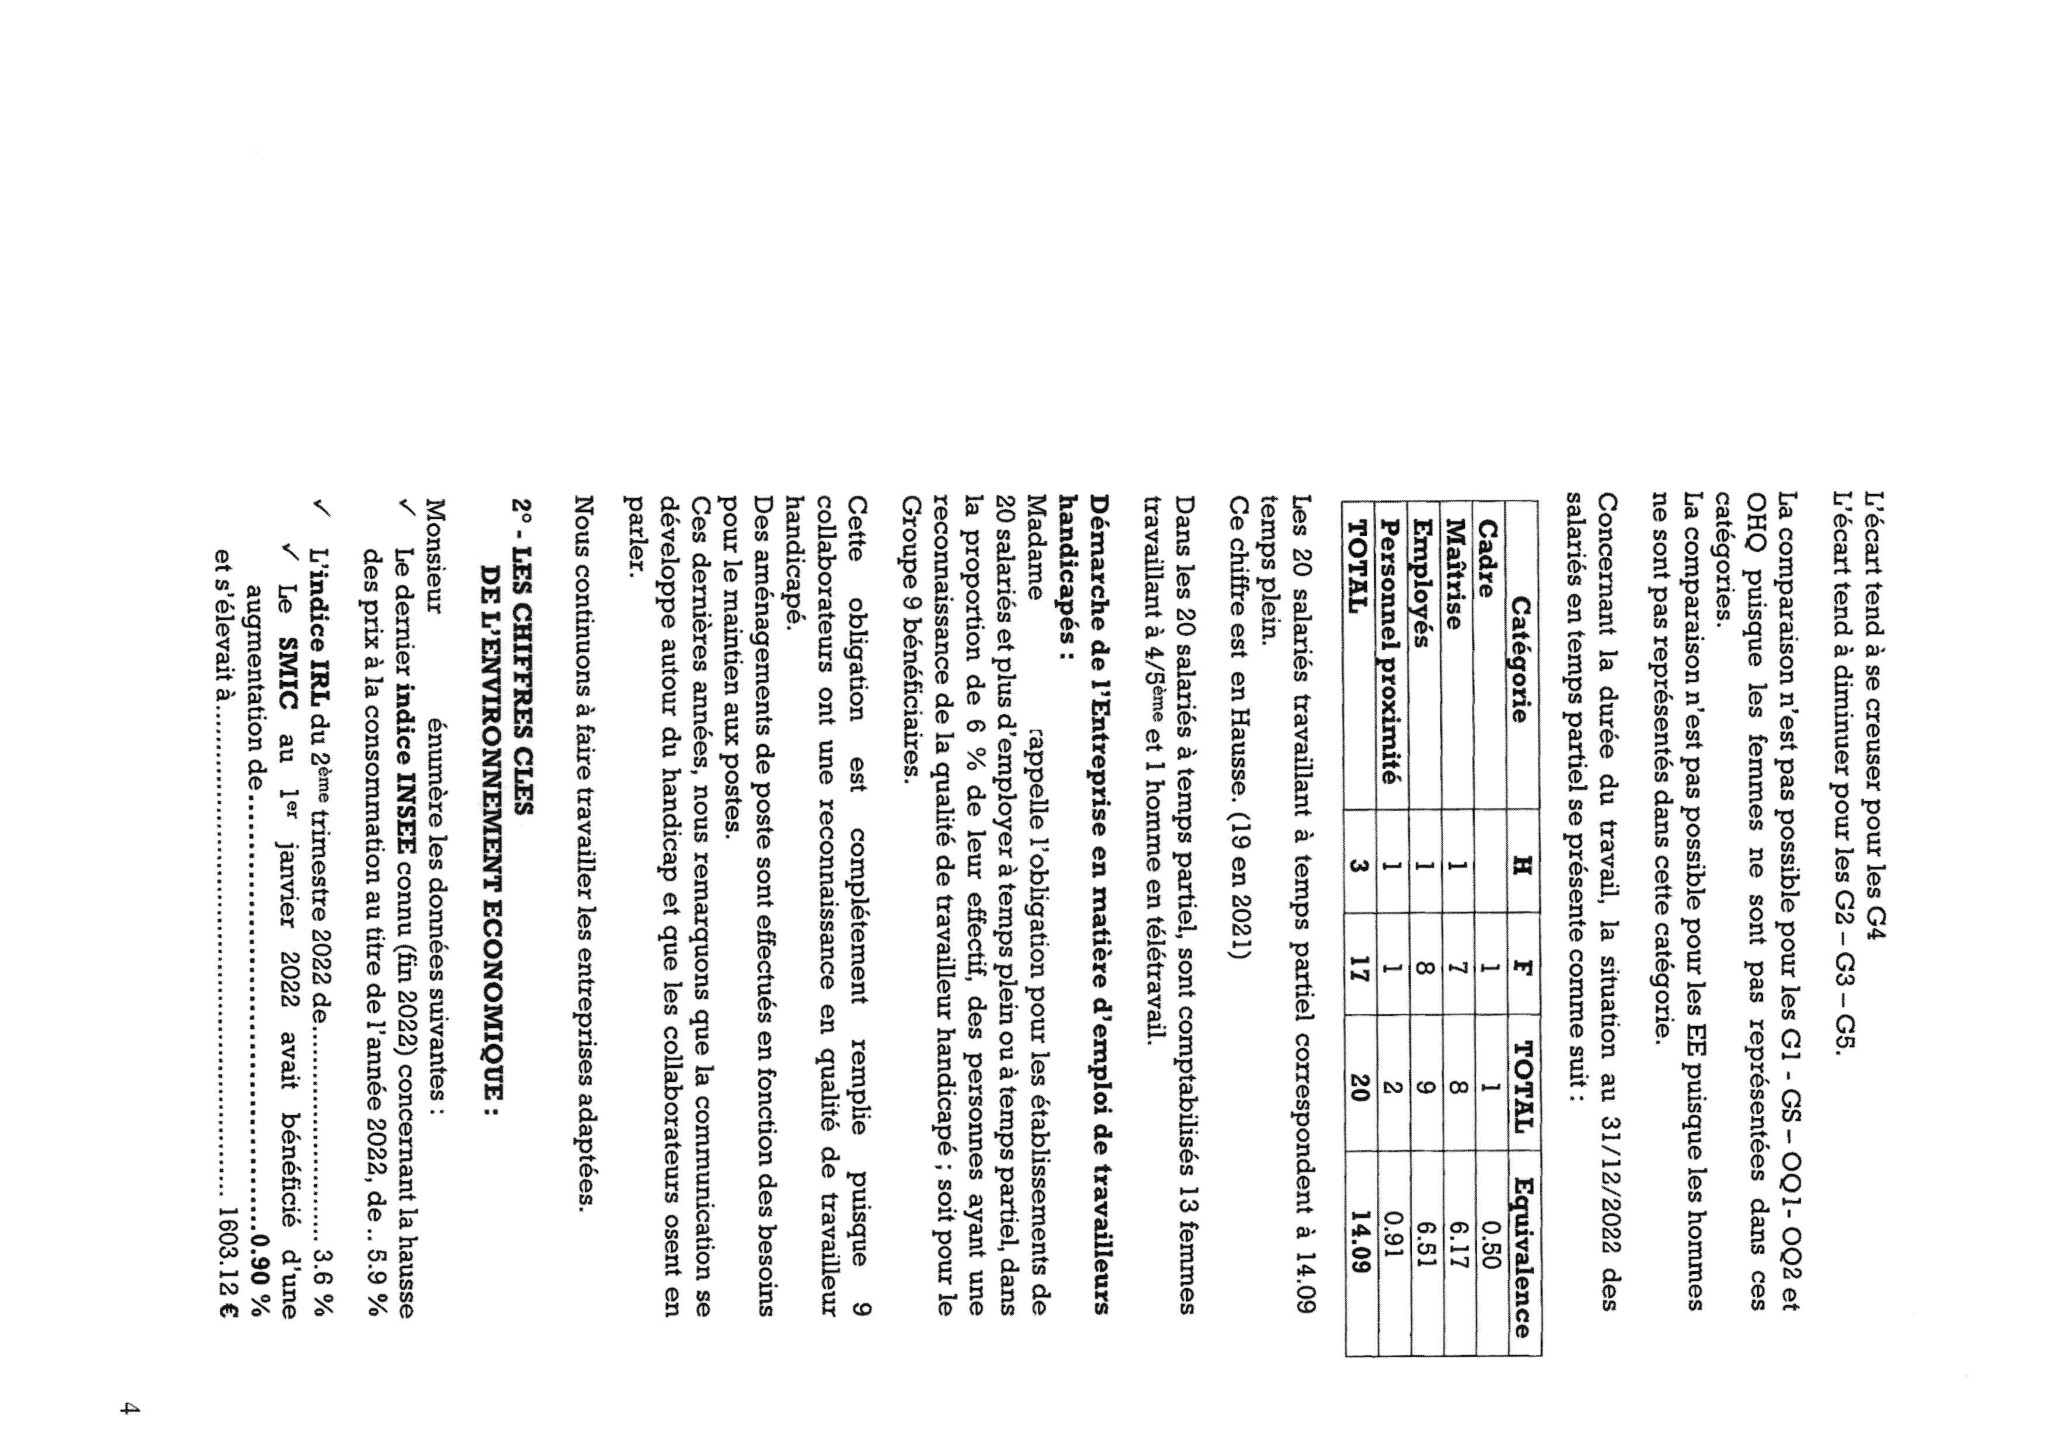 L'écart tend à se creuser pour les G4
L'écart tend à diminuer pour les G2 – G3 – G5.
La comparaison n'est pas possible pour les G1 - GS – OQ1- OQ2 et
OHQ puisque les femmes ne sont pas représentées dans ces
catégories.
La comparaison n'est pas possible pour les EE puisque les hommes
ne sont pas représentés dans cette catégorie.
Concernant la durée du travail, la situation au 31/12/2022 des
salariés en temps partiel se présente comme suit :
Catégorie H F TOTAL Equivalence
Cadre 1 1 0.50
Maîtrise 1 7 8 6.17
Employés 1 8 9 6.51
Personnel proximité 1 1 2 0.91
TOTAL 3 17 20 14.09
Les 20 salariés travaillant à temps partiel correspondent à 14.09
temps plein.
Ce chiffre est en Hausse. (19 en 2021)
Dans les 20 salariés à temps partiel, sont comptabilisés 13 femmes
travaillant à 4/5ème et 1 homme en télétravail.
Démarche de l'Entreprise en matière d'emploi de travailleurs
handicapés :
Madame rappelle l'obligation pour les établissements de
20 salariés et plus d'employer à temps plein ou à temps partiel, dans
la proportion de 6 % de leur effectif, des personnes ayant une
reconnaissance de la qualité de travailleur handicapé ; soit pour le
Groupe 9 bénéficiaires.
Cette obligation est complétement remplie puisque 9
collaborateurs ont une reconnaissance en qualité de travailleur
handicapé.
Des aménagements de poste sont effectués en fonction des besoins
pour le maintien aux postes.
Ces dernières années, nous remarquons que la communication se
développe autour du handicap et que les collaborateurs osent en
parler.
Nous continuons à faire travailler les entreprises adaptées.
2° - LES CHIFFRES CLES
DE L'ENVIRONNEMENT ECONOMIQUE :
Monsieur énumère les données suivantes :
✓ Le dernier indice INSEE connu (fin 2022) concernant la hausse
des prix à la consommation au titre de l'année 2022, de .. 5.9 %
✓ L'indice IRL du 2ème trimestre 2022 de............................ 3.6 %
✓ Le SMIC au 1er janvier 2022 avait bénéficié d'une
augmentation de..................................................0.90 %
et s'élevait à.......................................................... 1603.12 €
4